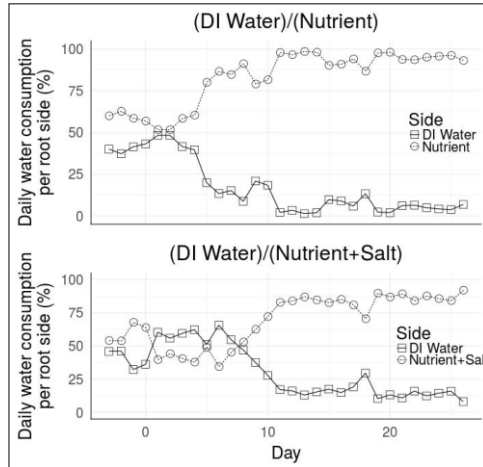 (DI Water)/(Nutrient)
Daily water consumption
per root side (%)
100
75
50
25
0
Side
DI Water
Nutrient
(DI Water)/(Nutrient+Salt)
Daily water consumption
per root side (%)
100
75
50
25
0
Side
DI Water
Nutrient+Sal
0
10
20
Day